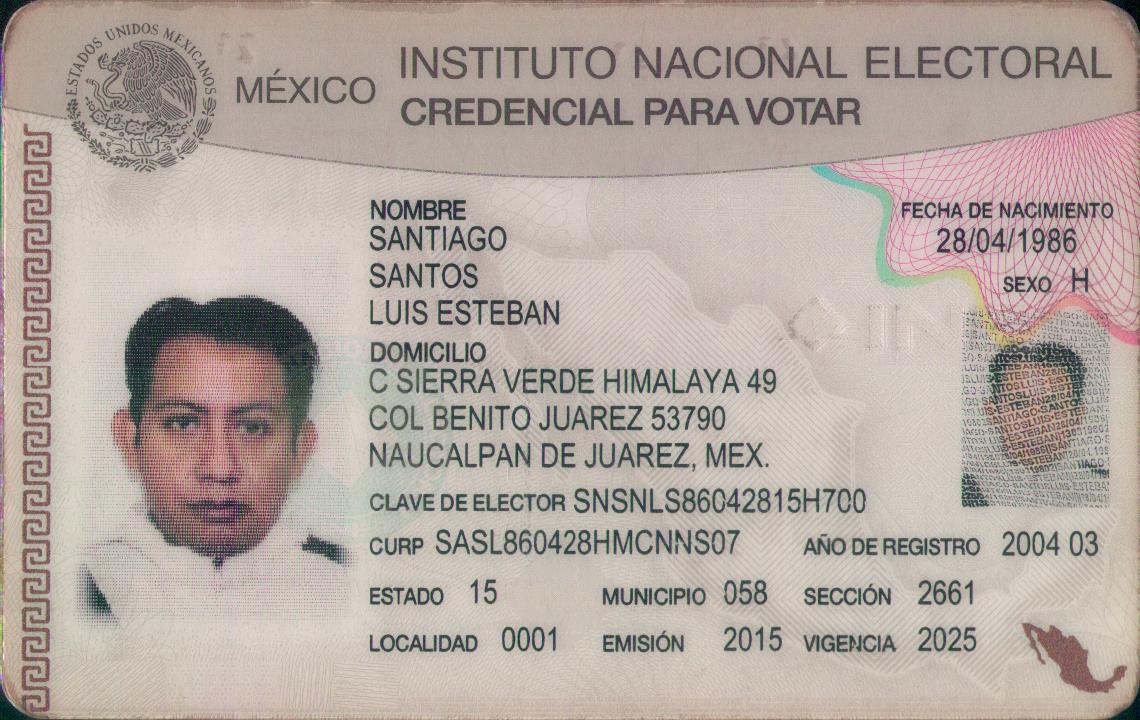 ESTADOS UNIDOS MEXICANOS
MÉXICO
INSTITUTO NACIONAL ELECTORAL
CREDENCIAL PARA VOTAR
NOMBRE
SANTIAGO
SANTOS
LUIS ESTEBAN
FECHA DE NACIMIENTO
28/04/1986
SEXO H
DOMICILIO
C SIERRA VERDE HIMALAYA 49
COL BENITO JUAREZ 53790
NAUCALPAN DE JUAREZ, MEX.
CLAVE DE ELECTOR SNSNLS86042815H700
CURP SASL860428HMCNNS07 AÑO DE REGISTRO 2004 03
ESTADO 15 MUNICIPIO 058 SECCIÓN 2661
LOCALIDAD 0001 EMISIÓN 2015 VIGENCIA 2025